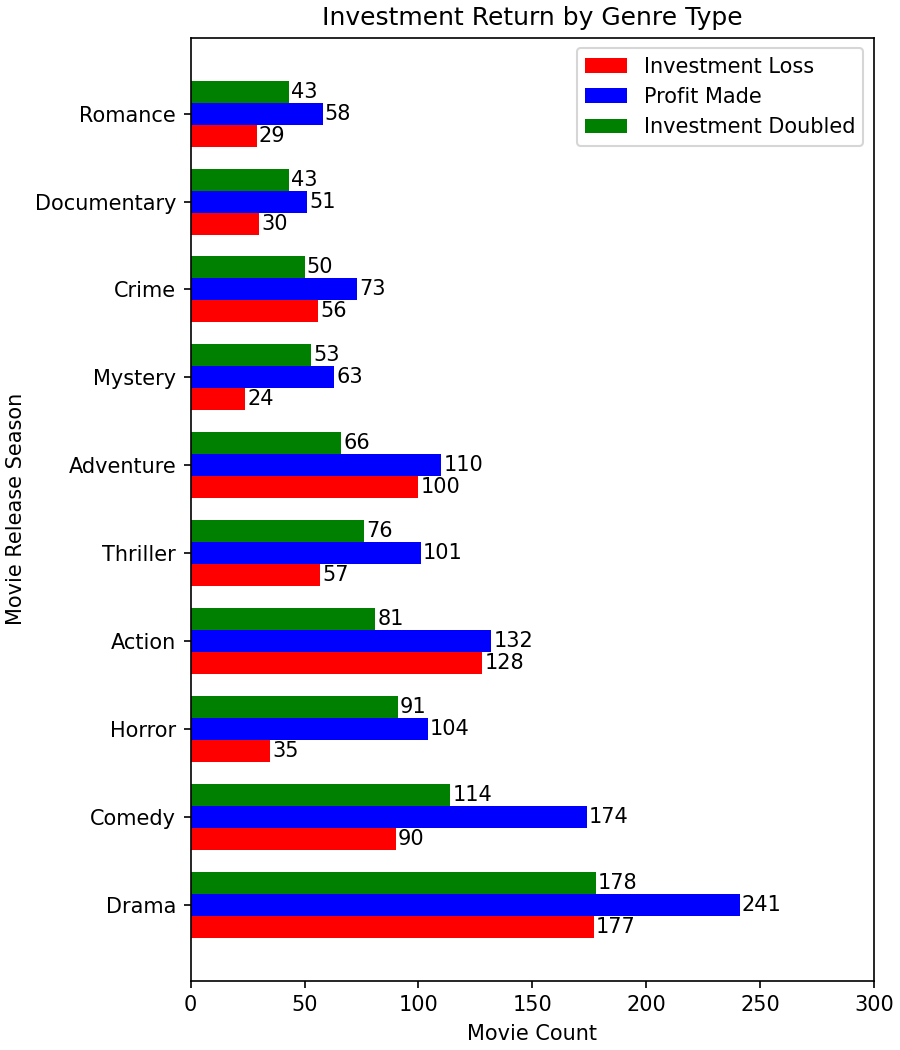 Investment Return by Genre Type
Investment Loss
Profit Made
Investment Doubled
Movie Release Season
Romance
43
58
29
Documentary
43
51
30
Crime
50
73
56
Mystery
53
63
24
Adventure
66
110
100
Thriller
76
101
57
Action
81
132
128
Horror
91
104
35
Comedy
114
174
90
Drama
178
241
177
0 50 100 150 200 250 300
Movie Count